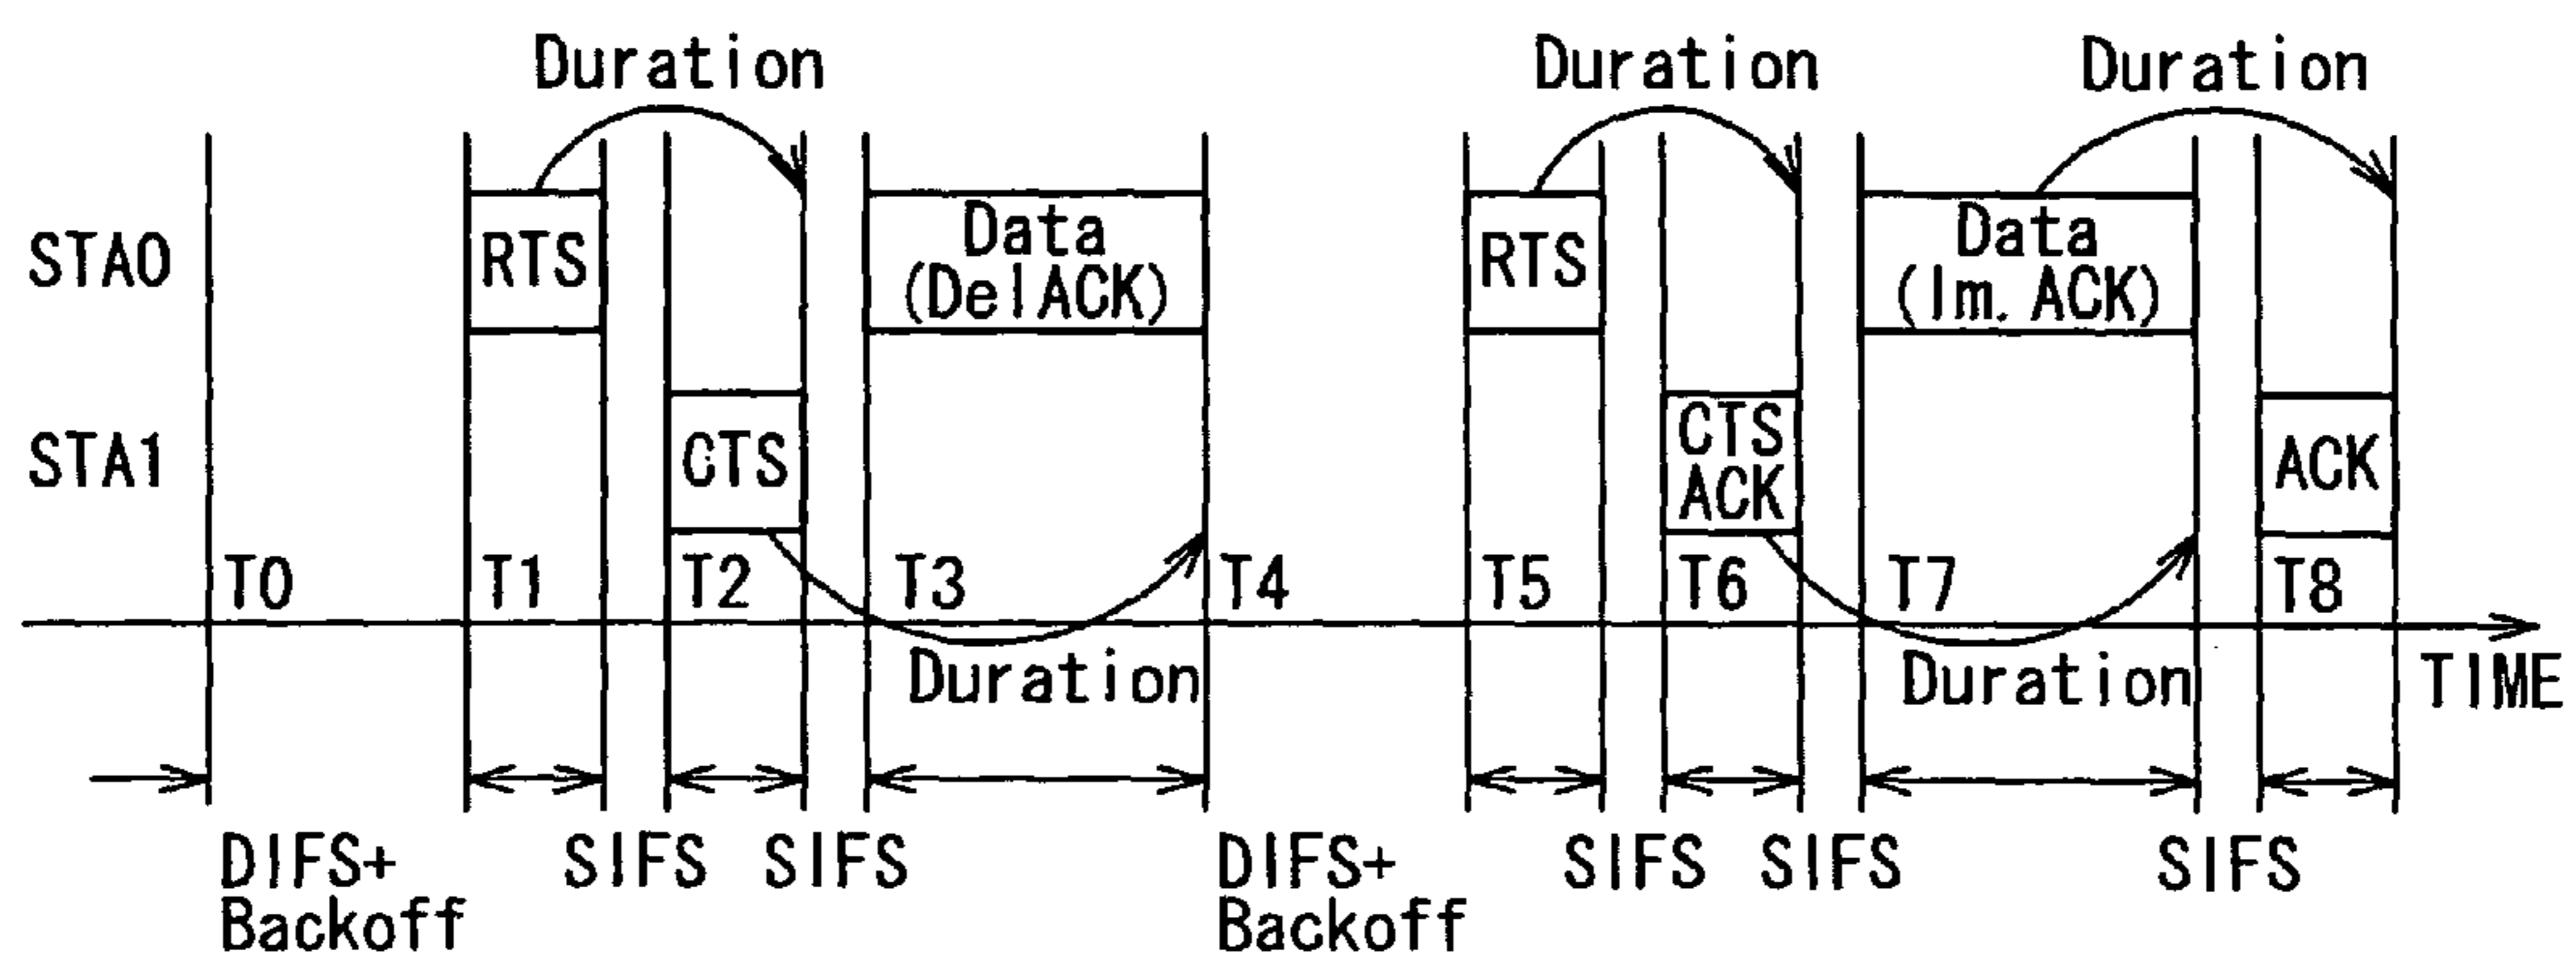 Duration Duration Duration
STA0 RTS Data (DelACK) RTS Data (Im. ACK)
STA1 CTS CTS ACK ACK
T0 T1 T2 T3 T4 T5 T6 T7 T8
Duration Duration TIME
DIFS+ SIFS SIFS DIFS+ SIFS SIFS SIFS
Backoff Backoff